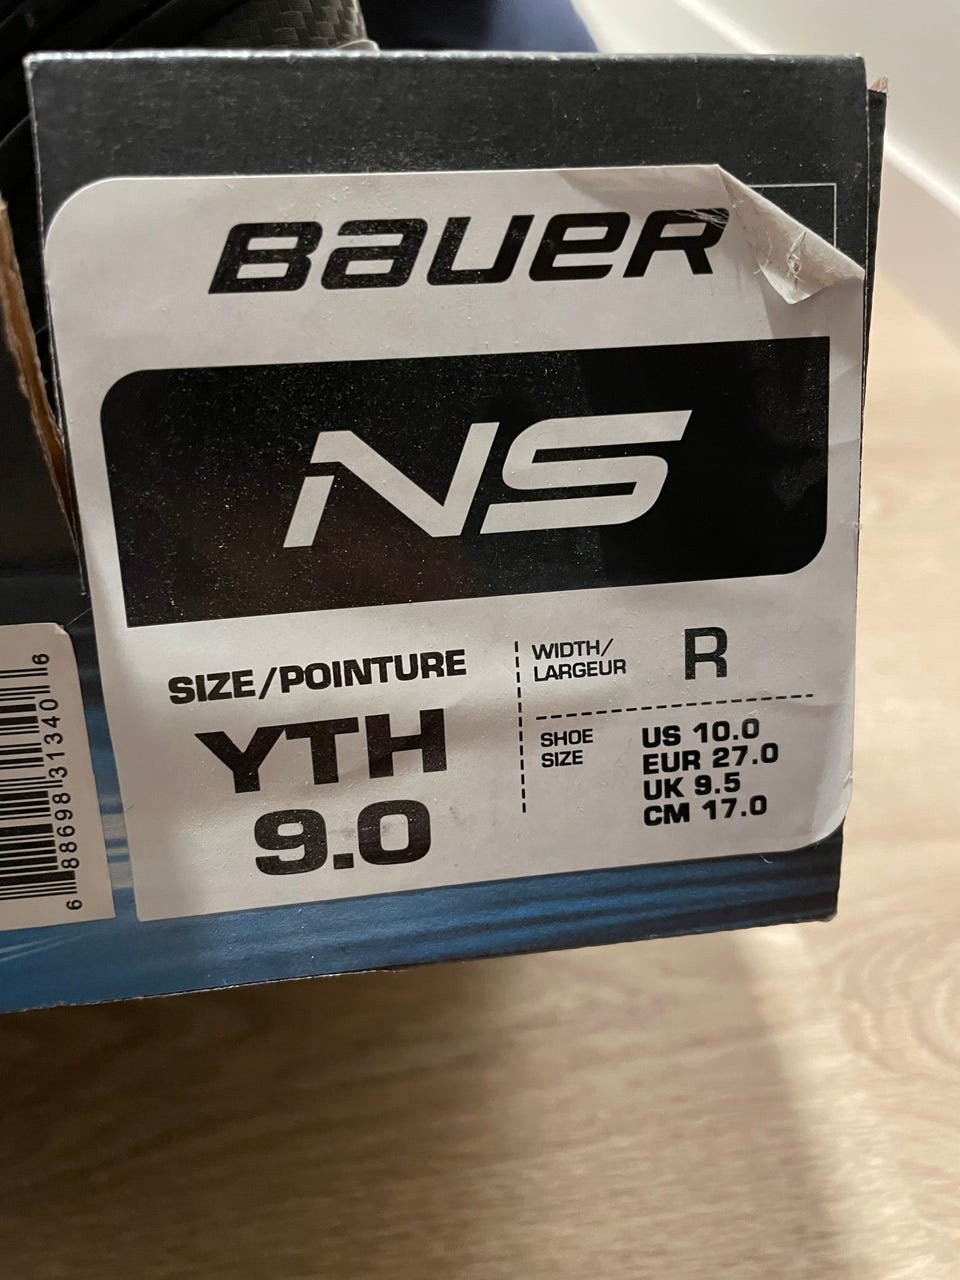 BAUER
NS
SIZE/POINTURE
YTH
9.0
WIDTH/
LARGEUR
R
SHOE
SIZE
US 10.0
EUR 27.0
UK 9.5
CM 17.0
6 88698 31340 6